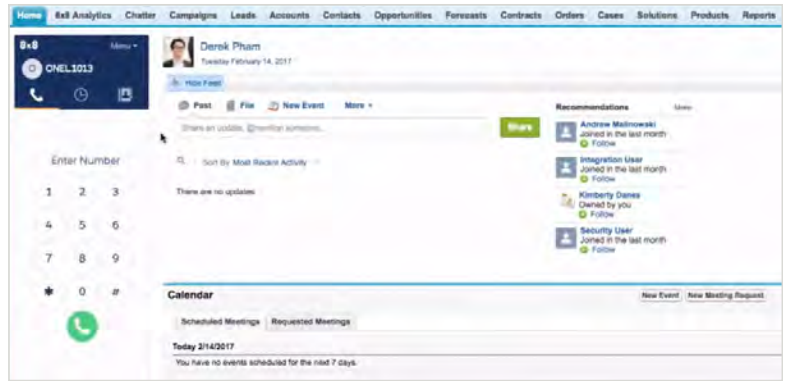 Home 8x8 Analytics Chatter Campaigns Leads Accounts Contacts Opportunities Forecasts Contracts Orders Cases Solutions Products Reports
8x8 Menu
O ONEL1013
Enter Number
1 2 3
4 5 6
7 8 9
* 0 #
Derek Pham
Tuesday February 14, 2017
Hide Feed
Post File New Event More
Share an update, @mention someone...
Share
Sort By Most Recent Activity
There are no updates.
Recommendations More
Andrew Malinowski
Joined in the last month
Follow
Integration User
Joined in the last month
Follow
Kimberly Danes
Owned by you
Follow
Security User
Joined in the last month
Follow
Calendar New Event New Meeting Request
Scheduled Meetings Requested Meetings
Today 2/14/2017
You have no events scheduled for the next 7 days.